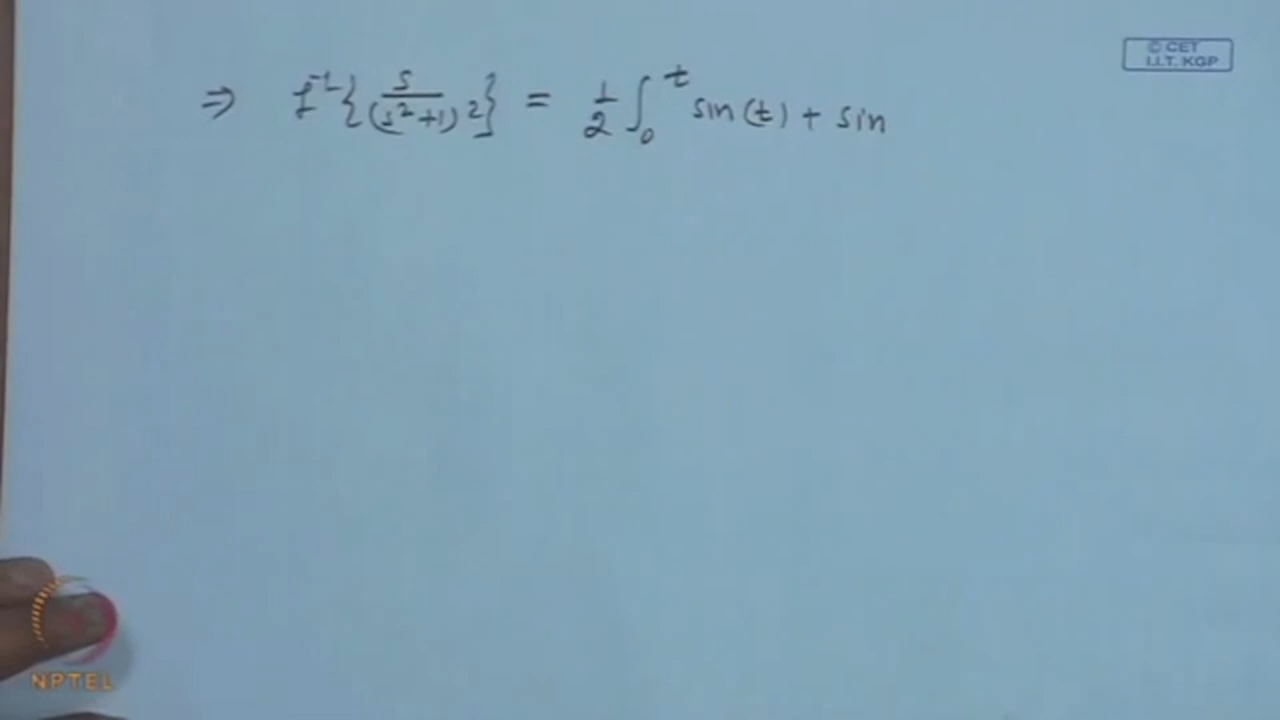 ⇒ L⁻¹{s/(s²+1)²} = 1/2 ∫₀ᵗ sin(t) + sin
© CET
I.I.T. KGP
NPTEL